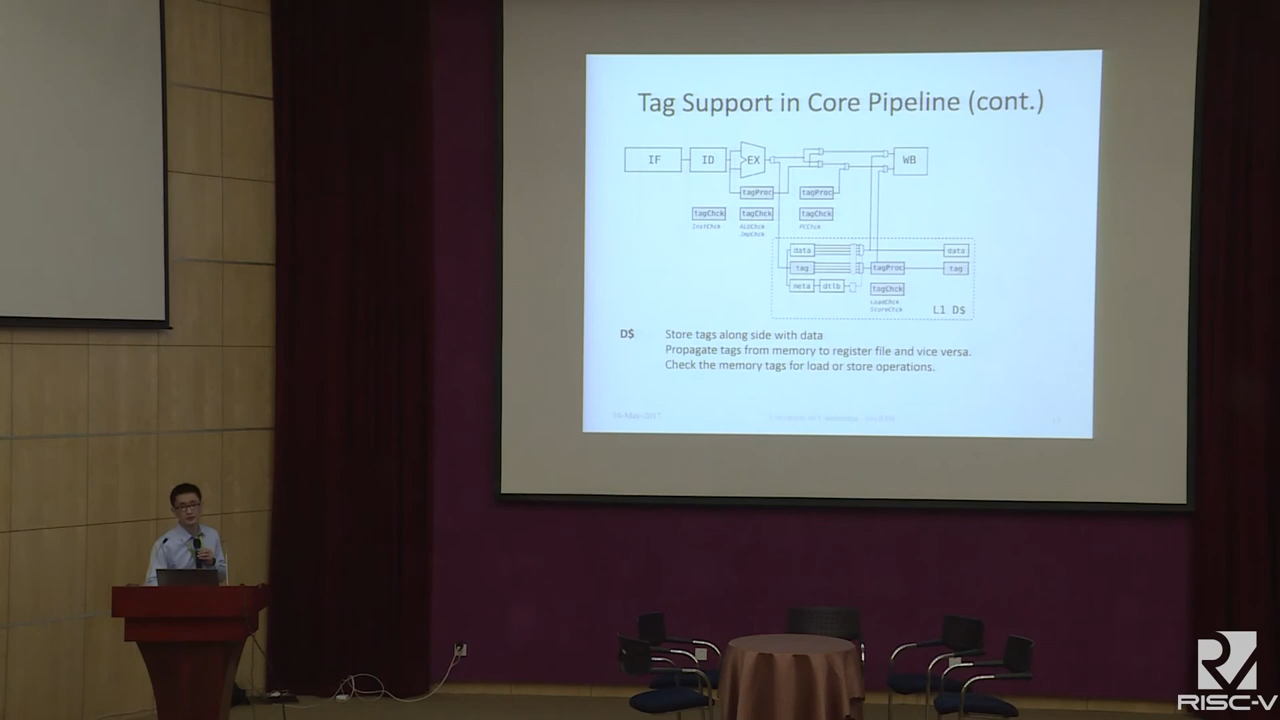 Tag Support in Core Pipeline (cont.)
IF
ID
EX
WB
tagProc
tagProc
tagChck
tagChck
tagChck
InstChck
ALUChck
PCChck
JmpChck
data
data
tag
tagProc
tag
meta
dtlb
tagChck
LoadChck
StoreChck
L1 D$
D$ Store tags along side with data
Propagate tags from memory to register file and vice versa.
Check the memory tags for load or store operations.
RISC-V